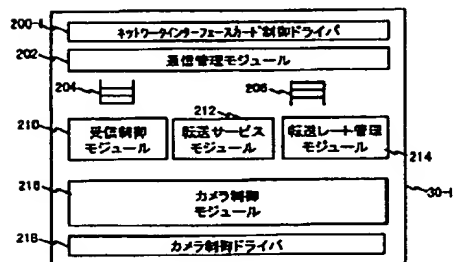 200-1
ネットワークインターフェースカード制御ドライバ
202
通信管理モジュール
204
206
212
210
受信制御
モジュール
転送サービス
モジュール
転送レート管理
モジュール
214
216
カメラ制御
モジュール
30-1
218
カメラ制御ドライバ